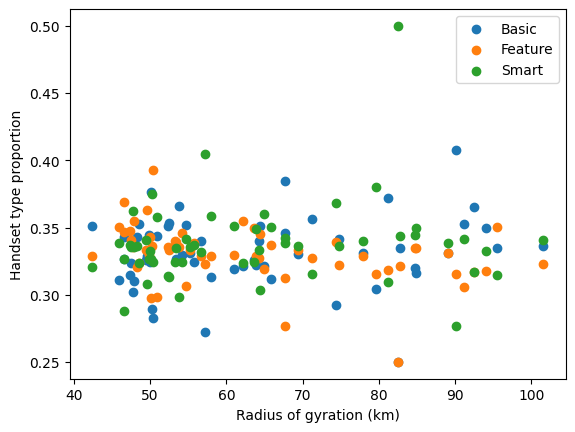 0.50
0.45
0.40
0.35
0.30
0.25
Handset type proportion
Basic
Feature
Smart
40 50 60 70 80 90 100
Radius of gyration (km)